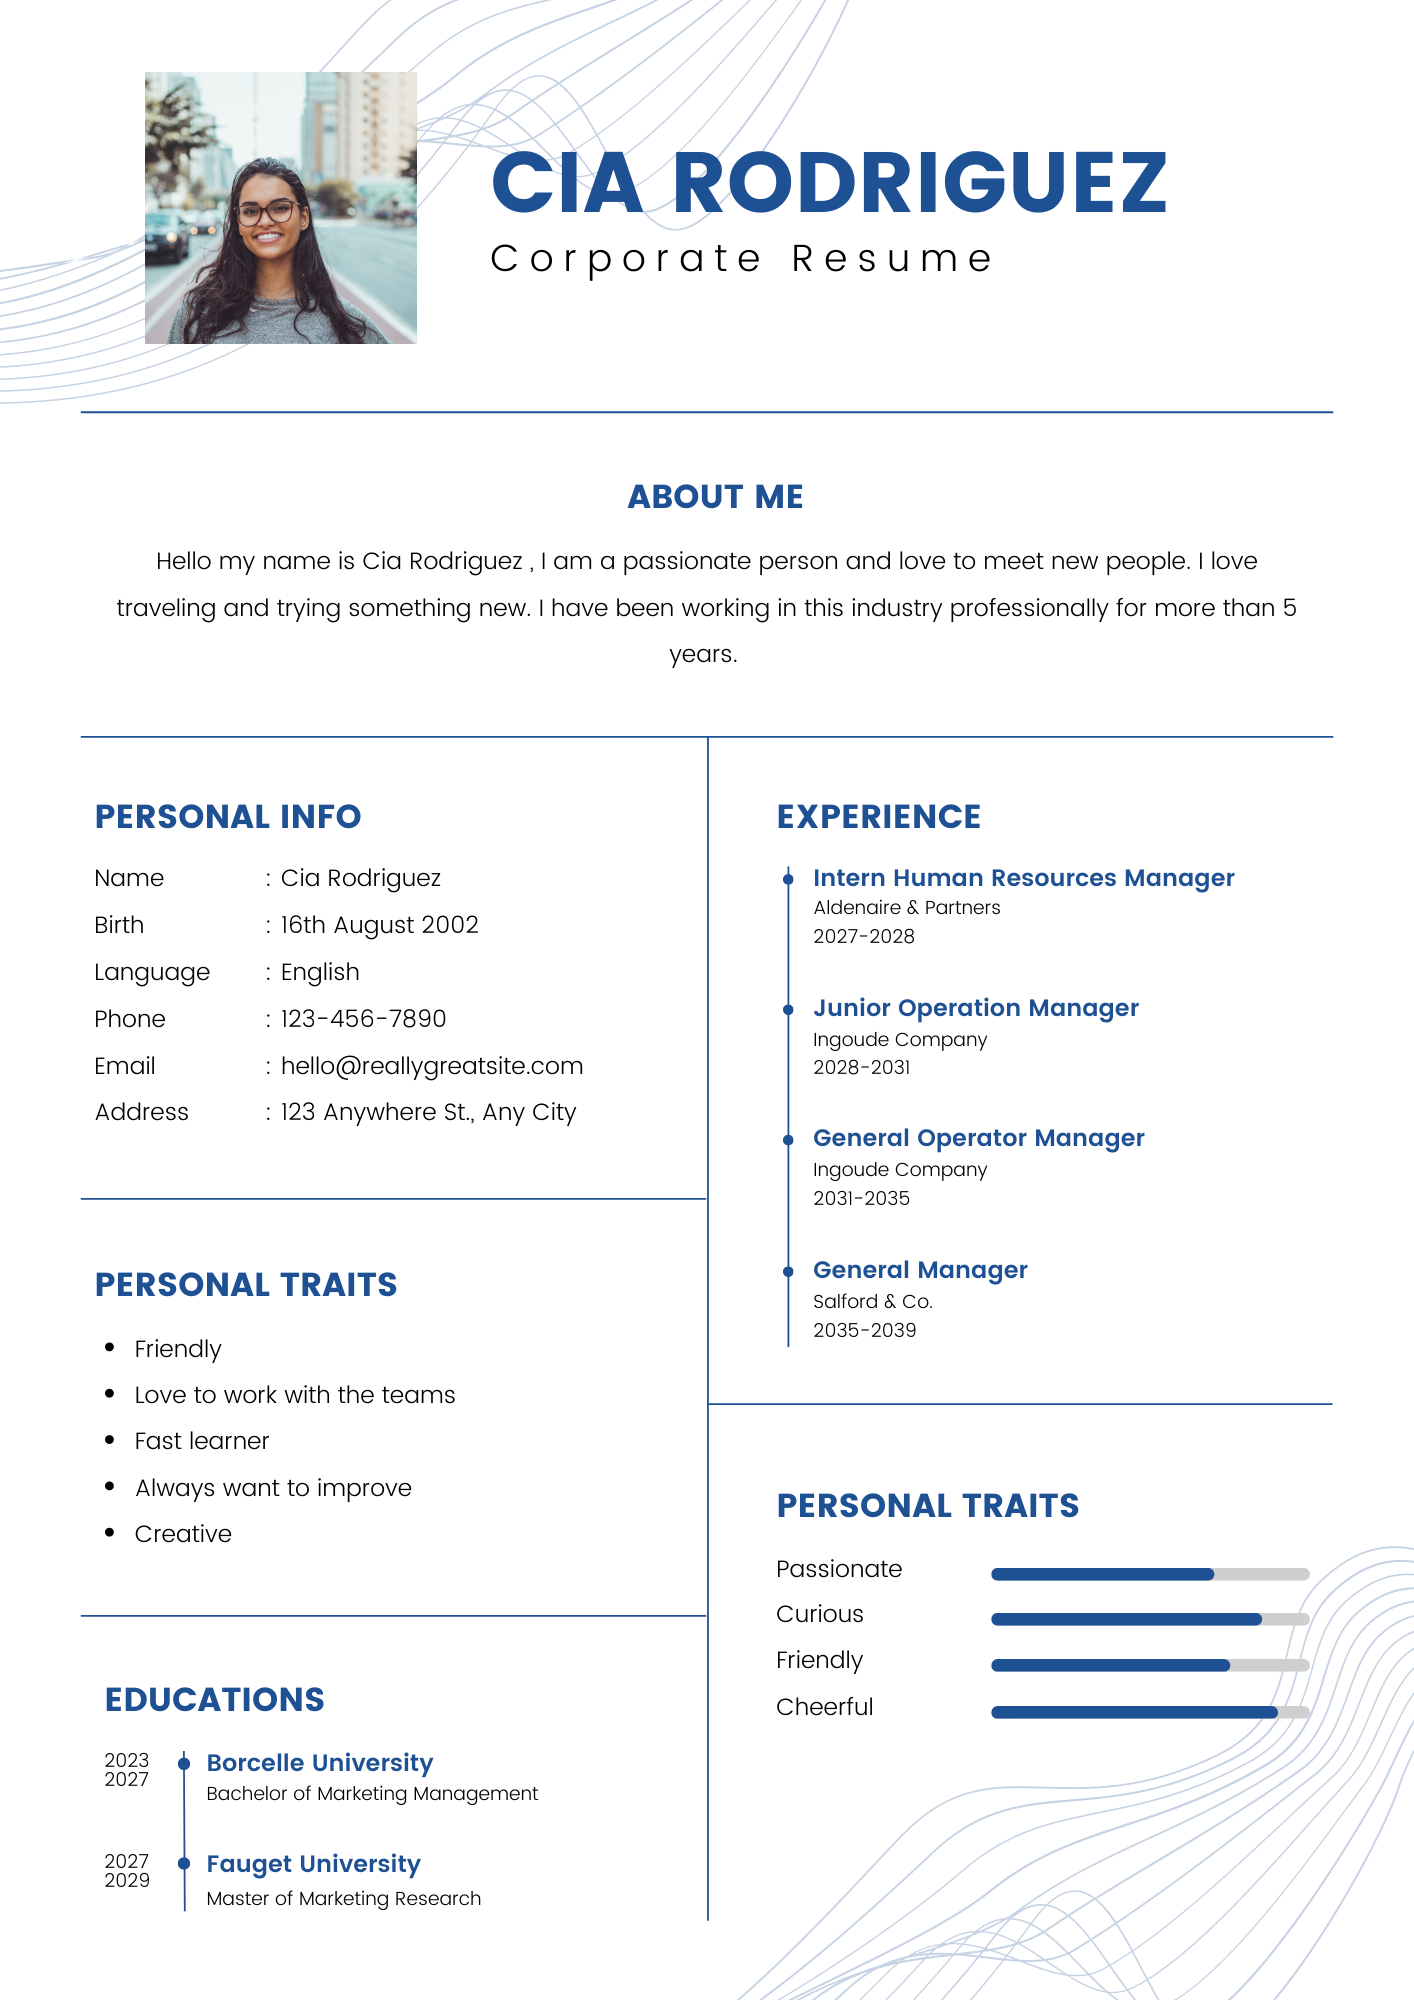 CIA RODRIGUEZ
Corporate Resume
ABOUT ME
Hello my name is Cia Rodriguez , I am a passionate person and love to meet new people. I love
traveling and trying something new. I have been working in this industry professionally for more than 5
years.
PERSONAL INFO
Name : Cia Rodriguez
Birth : 16th August 2002
Language : English
Phone : 123-456-7890
Email : hello@reallygreatsite.com
Address : 123 Anywhere St., Any City
PERSONAL TRAITS
Friendly
Love to work with the teams
Fast learner
Always want to improve
Creative
EDUCATIONS
2023
2027
Borcelle University
Bachelor of Marketing Management
2027
2029
Fauget University
Master of Marketing Research
EXPERIENCE
Intern Human Resources Manager
Aldenaire & Partners
2027-2028
Junior Operation Manager
Ingoude Company
2028-2031
General Operator Manager
Ingoude Company
2031-2035
General Manager
Salford & Co.
2035-2039
PERSONAL TRAITS
Passionate
Curious
Friendly
Cheerful